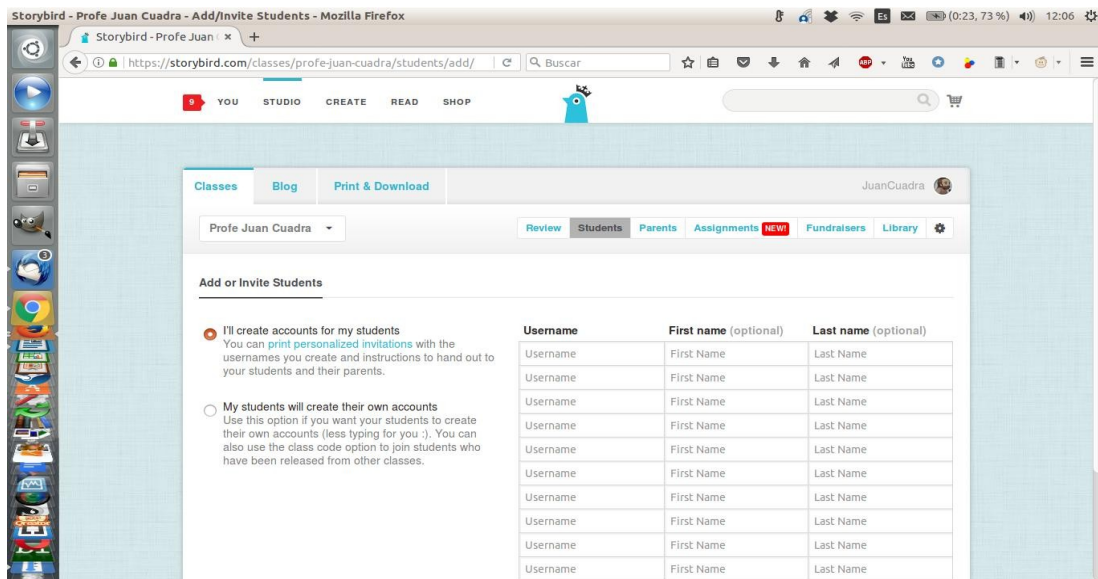 Storybird - Profe Juan Cuadra - Add/Invite Students - Mozilla Firefox
Es (0:23, 73 %) 12:06
Storybird - Profe Juan
https://storybird.com/classes/profe-juan-cuadra/students/add/ Buscar ABP
9 YOU STUDIO CREATE READ SHOP
Classes Blog Print & Download JuanCuadra
Profe Juan Cuadra Review Students Parents Assignments NEW! Fundraisers Library
3
Add or Invite Students
I'll create accounts for my students
You can print personalized invitations with the
usernames you create and instructions to hand out to
your students and their parents.
My students will create their own accounts
Use this option if you want your students to create
their own accounts (less typing for you :). You can
also use the class code option to join students who
have been released from other classes.
Username First name (optional) Last name (optional)
Username First Name Last Name
Username First Name Last Name
Username First Name Last Name
Username First Name Last Name
Username First Name Last Name
Username First Name Last Name
Username First Name Last Name
Username First Name Last Name
Username First Name Last Name
Username First Name Last Name